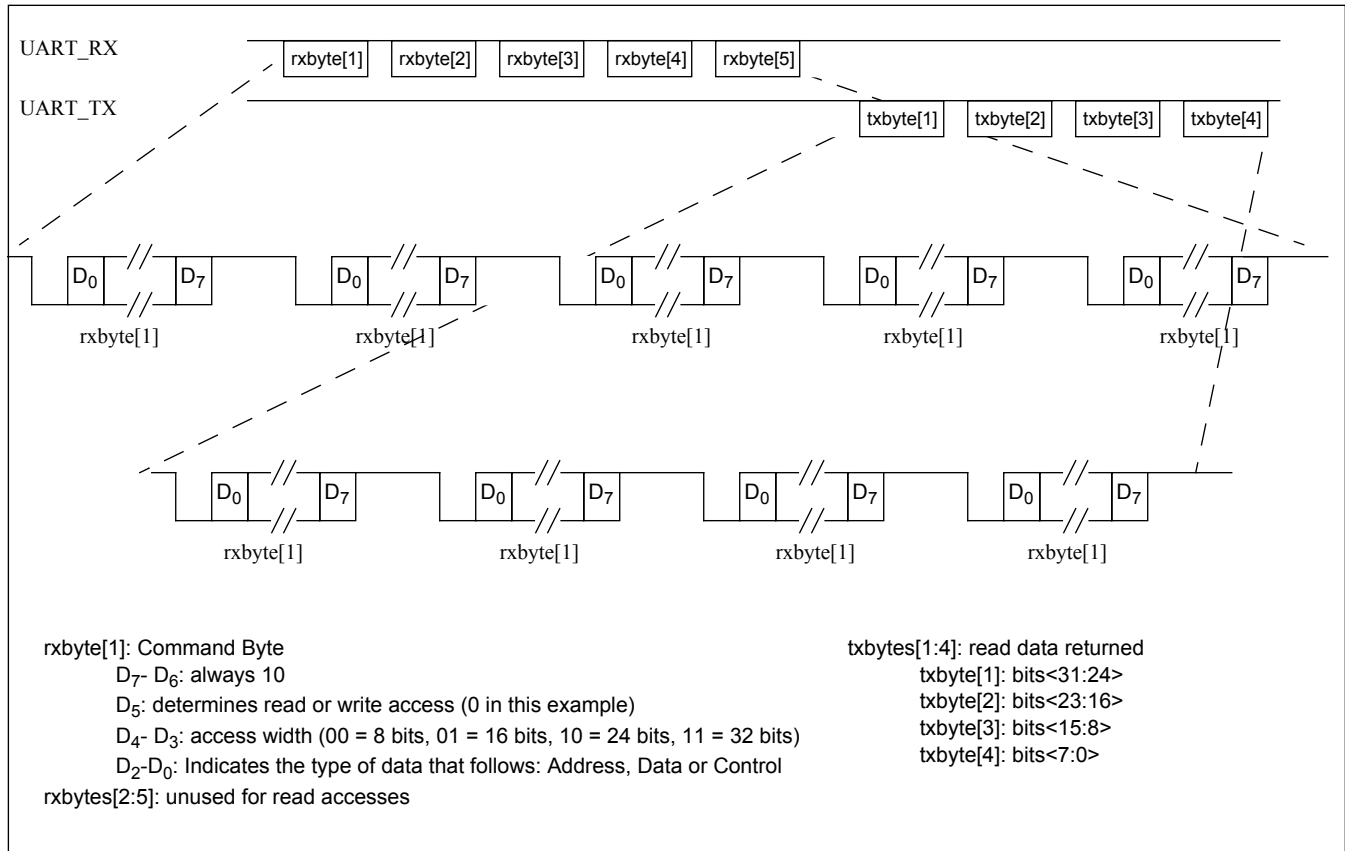 UART_RX
rxbyte[1] rxbyte[2] rxbyte[3] rxbyte[4] rxbyte[5]
UART_TX
txbyte[1] txbyte[2] txbyte[3] txbyte[4]
D0 D7 D0 D7 D0 D7 D0 D7 D0 D7
rxbyte[1] rxbyte[1] rxbyte[1] rxbyte[1] rxbyte[1]
D0 D7 D0 D7 D0 D7 D0 D7
rxbyte[1] rxbyte[1] rxbyte[1] rxbyte[1]
rxbyte[1]: Command Byte
D7- D6: always 10
D5: determines read or write access (0 in this example)
D4- D3: access width (00 = 8 bits, 01 = 16 bits, 10 = 24 bits, 11 = 32 bits)
D2-D0: Indicates the type of data that follows: Address, Data or Control
rxbytes[2:5]: unused for read accesses
txbytes[1:4]: read data returned
txbyte[1]: bits<31:24>
txbyte[2]: bits<23:16>
txbyte[3]: bits<15:8>
txbyte[4]: bits<7:0>